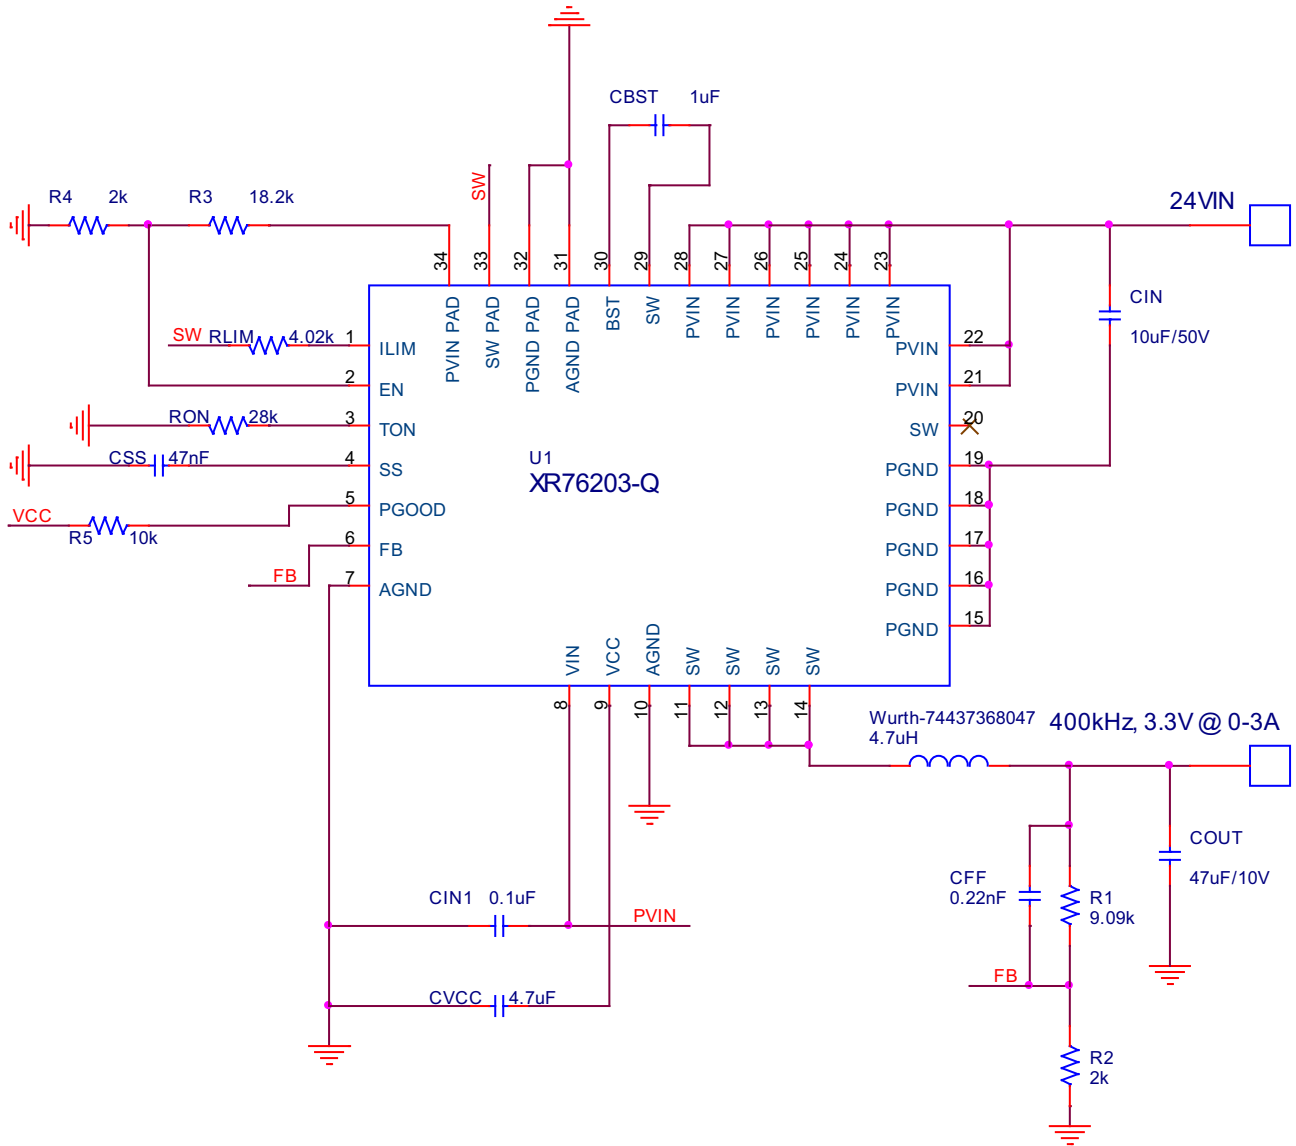 CBST 1uF
SW
R4 2k R3 18.2k
24VIN
34 33 32 31 30 29 28 27 26 25 24 23
PVIN PAD
SW PAD
PGND PAD
AGND PAD
BST
SW
PVIN
PVIN
PVIN
PVIN
PVIN
PVIN
CIN
10uF/50V
SW RLIM 4.02k 1 ILIM
2 EN
RON 28k 3 TON
CSS 47nF 4 SS
VCC R5 10k 5 PGOOD
FB 6 FB
7 AGND
U1
XR76203-Q
PVIN 22
PVIN 21
SW 20
PGND 19
PGND 18
PGND 17
PGND 16
PGND 15
VIN
VCC
AGND
SW
SW
SW
SW
8 9 10 11 12 13 14
Wurth-74437368047
4.7uH
400kHz, 3.3V @ 0-3A
COUT
47uF/10V
CFF
0.22nF
R1
9.09k
CIN1 0.1uF
PVIN
FB
CVCC 4.7uF
R2
2k